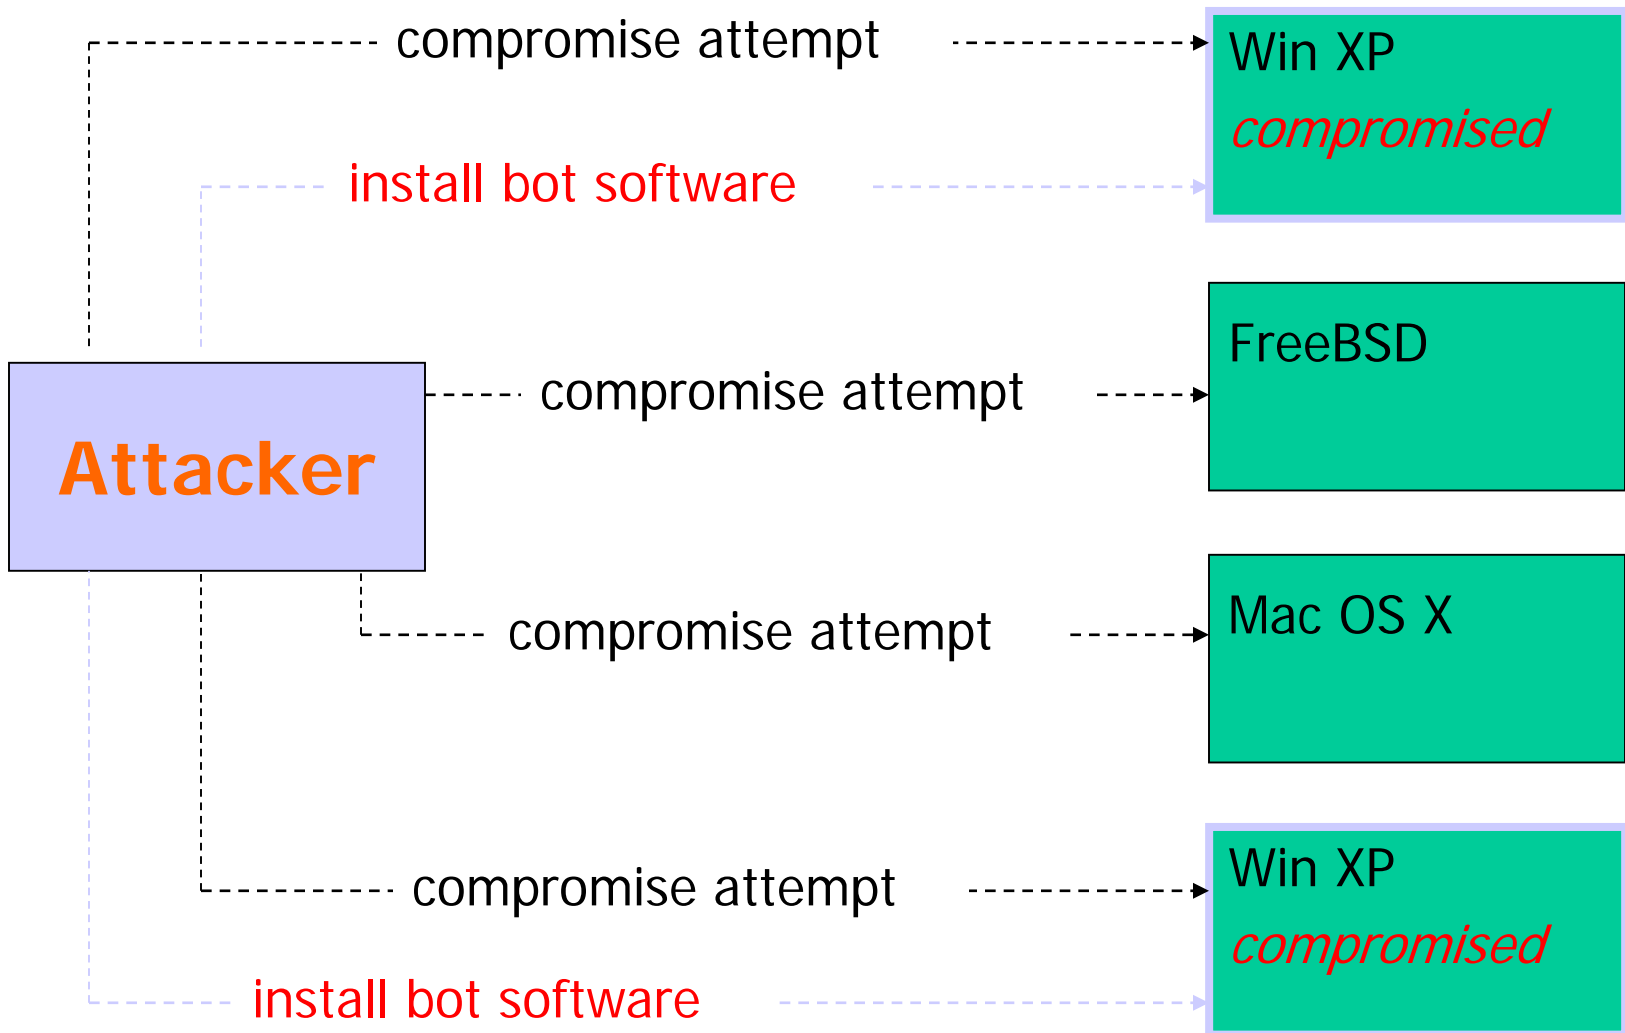 compromise attempt
Win XP
compromised
install bot software
FreeBSD
compromise attempt
Attacker
Mac OS X
compromise attempt
Win XP
compromise attempt
compromised
install bot software